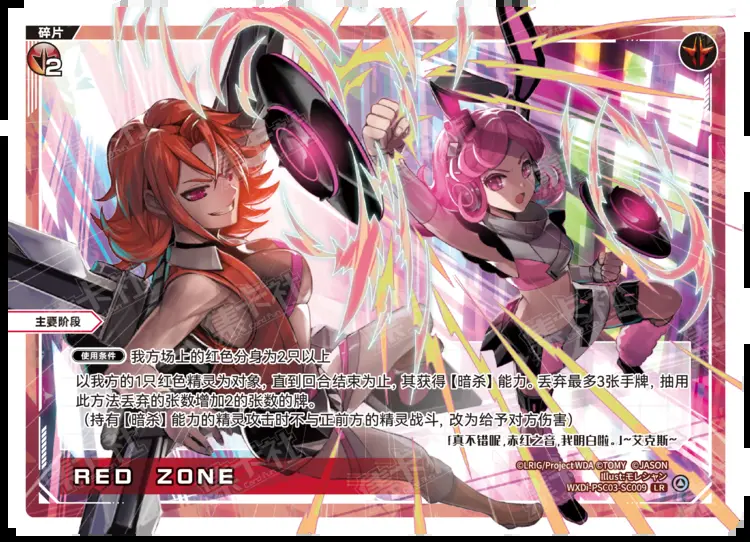 碎片
2
主要阶段
使用条件 我方场上的红色分身为2只以上
以我方的1只红色精灵为对象，直到回合结束为止，其获得【暗杀】能力。丢弃最多3张手牌，抽用
此方法丢弃的张数增加2的张数的牌。
（持有【暗杀】能力的精灵攻击时不与正前方的精灵战斗，改为给予对方伤害）
「真不错呢，赤红之音，我明白啦。」~艾克斯~
RED ZONE
©LRIG/Project WDA ©TOMY ©JASON
Illust:モレシャン
WXDi-PSC03-SC009 LR